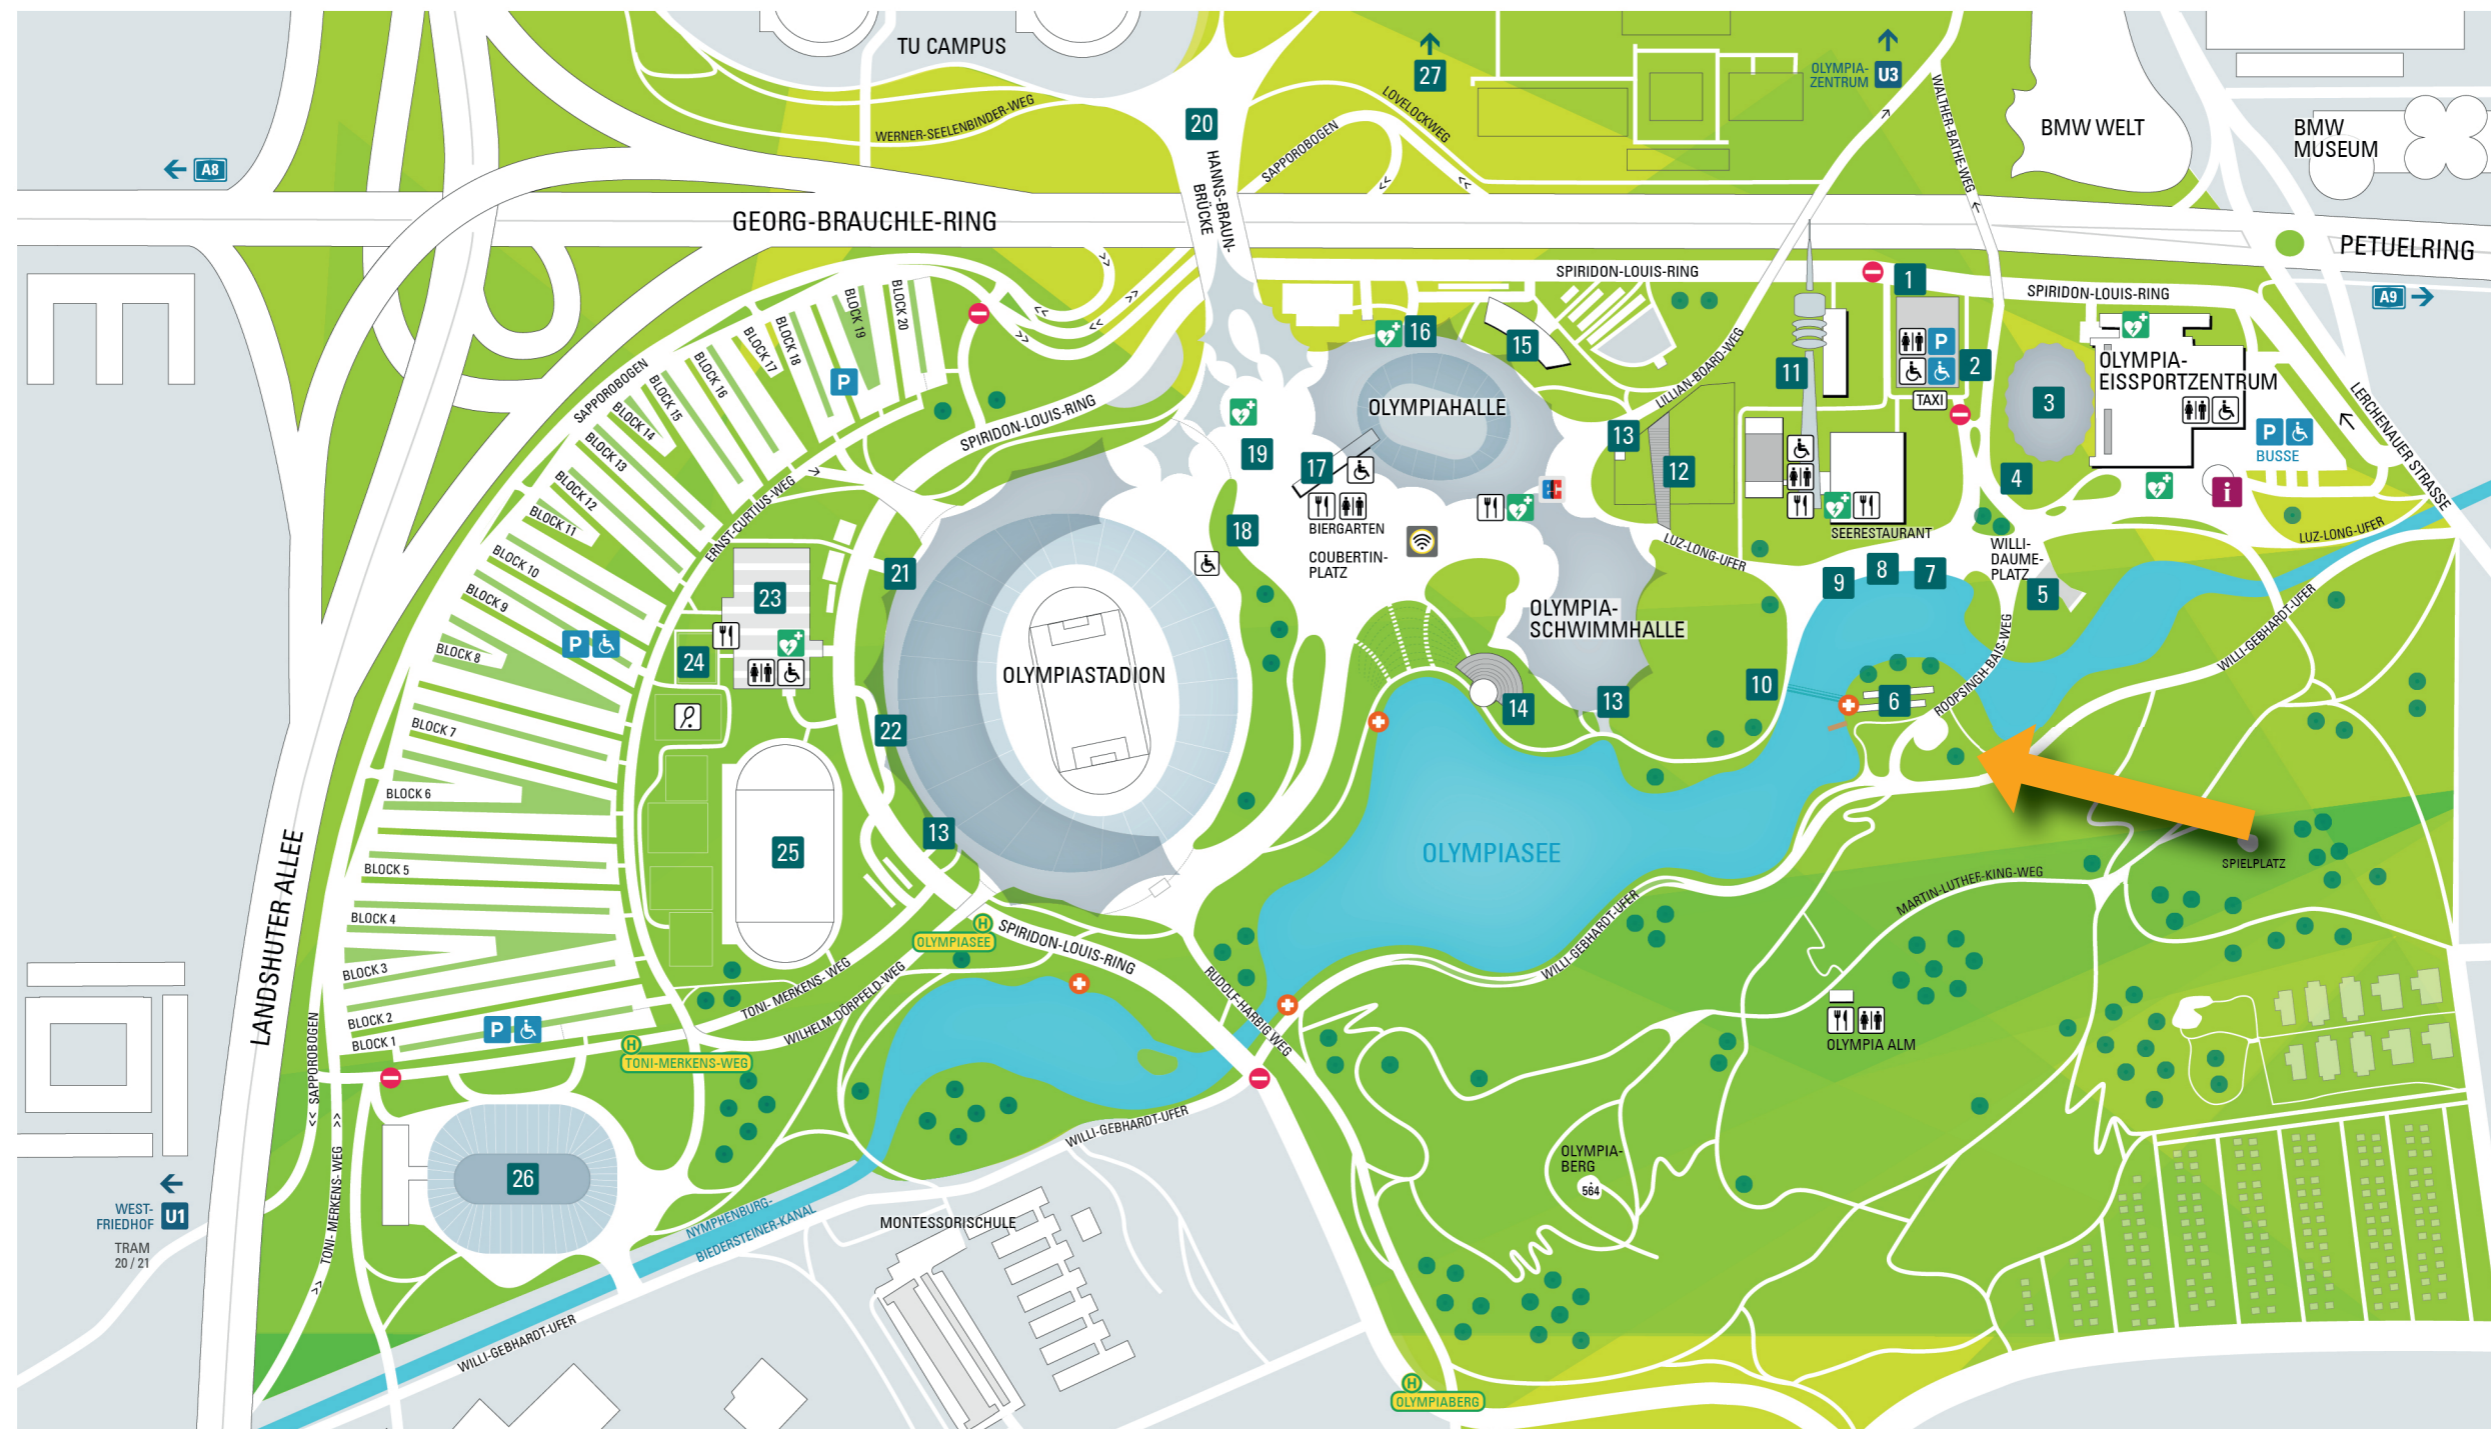 TU CAMPUS
27
OLYMPIA-
ZENTRUM U3
LOVELOCKWEG
WERNER-SEELENBINDER-WEG
20
SAPPOROBOGEN
WALTHER-BATHE-WEG
BMW WELT
BMW
MUSEUM
A8
HANNS-BRAUN-
BRÜCKE
GEORG-BRAUCHLE-RING
PETUELRING
SPIRIDON-LOUIS-RING
1
SPIRIDON-LOUIS-RING
A9
BLOCK 20
BLOCK 19
BLOCK 18
BLOCK 17
BLOCK 16
BLOCK 15
BLOCK 14
BLOCK 13
BLOCK 12
BLOCK 11
BLOCK 10
BLOCK 9
BLOCK 8
BLOCK 7
BLOCK 6
BLOCK 5
BLOCK 4
BLOCK 3
BLOCK 2
BLOCK 1
SAPPOROBOGEN
P
16
15
LILLIAN-BOARD-WEG
11
P
2
TAXI
3
OLYMPIA-
EISSPORTZENTRUM
LERCHENAUER STRASSE
P
BUSSE
i
SPIRIDON-LOUIS-RING
OLYMPIAHALLE
19
17
13
12
4
BIERGARTEN
COUBERTIN-
PLATZ
18
SEERESTAURANT
LUZ-LONG-UFER
LUZ-LONG-UFER
WILLI-
DAUME-
PLATZ
ERNST-CURTIUS-WEG
21
23
9
8
7
5
OLYMPIA-
SCHWIMMHALLE
WILLI-GEBHARDT-UFER
P
24
OLYMPIASTADION
10
6
ROOPSINGH-BAIS-WEG
14
13
22
13
25
OLYMPIASEE
SPIELPLATZ
MARTIN-LUTHER-KING-WEG
LANDSHUTER ALLEE
H
OLYMPIASEE
SPIRIDON-LOUIS-RING
WILLI-GEBHARDT-UFER
TONI-MERKENS-WEG
WILHELM-DÖRPFELD-WEG
RUDOLF-HARBIG WEG
P
H
TONI-MERKENS-WEG
OLYMPIA ALM
SAPPOROBOGEN
TONI-MERKENS-WEG
WILLI-GEBHARDT-UFER
26
OLYMPIA-
BERG
564
WEST-
FRIEDHOF U1
TRAM
20 / 21
NYMPHENBURG-
BIEDERSTEINER-KANAL
MONTESSORISCHULE
WILLI-GEBHARDT-UFER
H
OLYMPIABERG